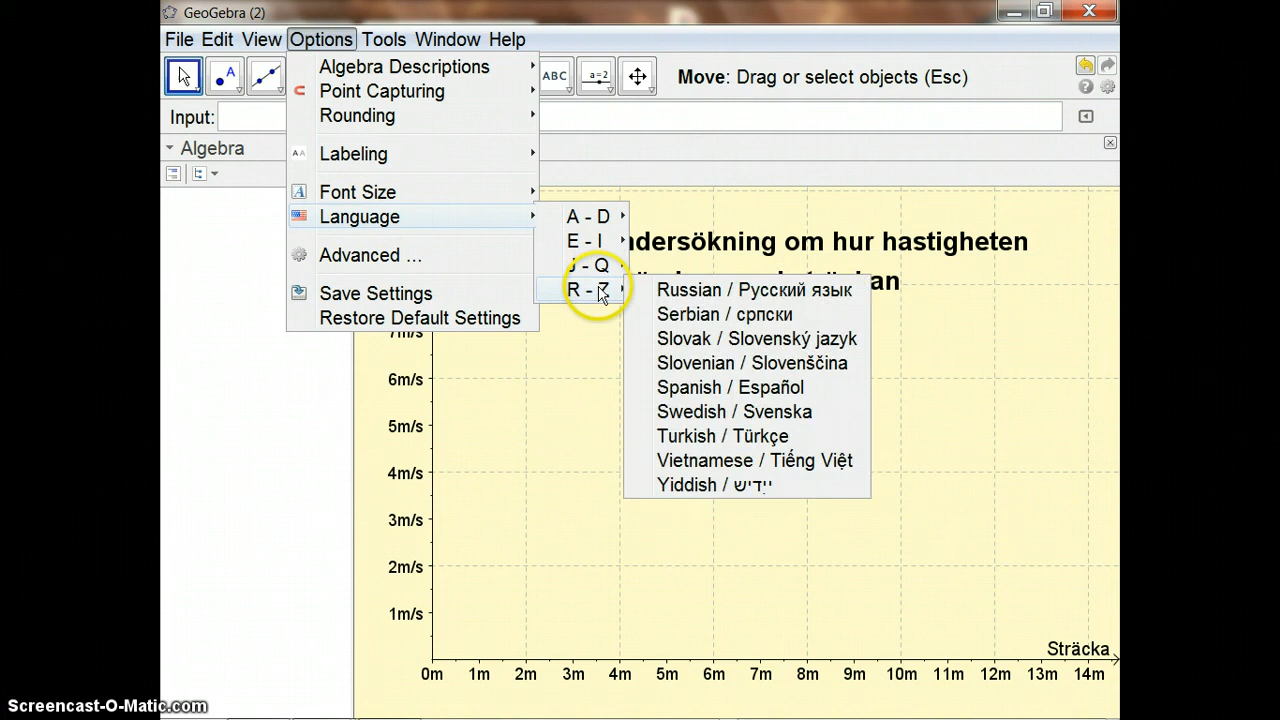 GeoGebra (2)
File Edit View Options Tools Window Help
ABC
a=2
Move: Drag or select objects (Esc)
A
Input:
Algebra
Algebra Descriptions
Point Capturing
Rounding
AA Labeling
A Font Size
Language
Advanced ...
Save Settings
Restore Default Settings
A - D
E - I
J - Q
R - Z
Russian / Русский язык
Serbian / српски
Slovak / Slovenský jazyk
Slovenian / Slovenščina
Spanish / Español
Swedish / Svenska
Turkish / Türkçe
Vietnamese / Tiếng Việt
Yiddish / ייִדיש
ndersökning om hur hastigheten
an
7m/s
6m/s
5m/s
4m/s
3m/s
2m/s
1m/s
Sträcka
0m 1m 2m 3m 4m 5m 6m 7m 8m 9m 10m 11m 12m 13m 14m
Screencast-O-Matic.com